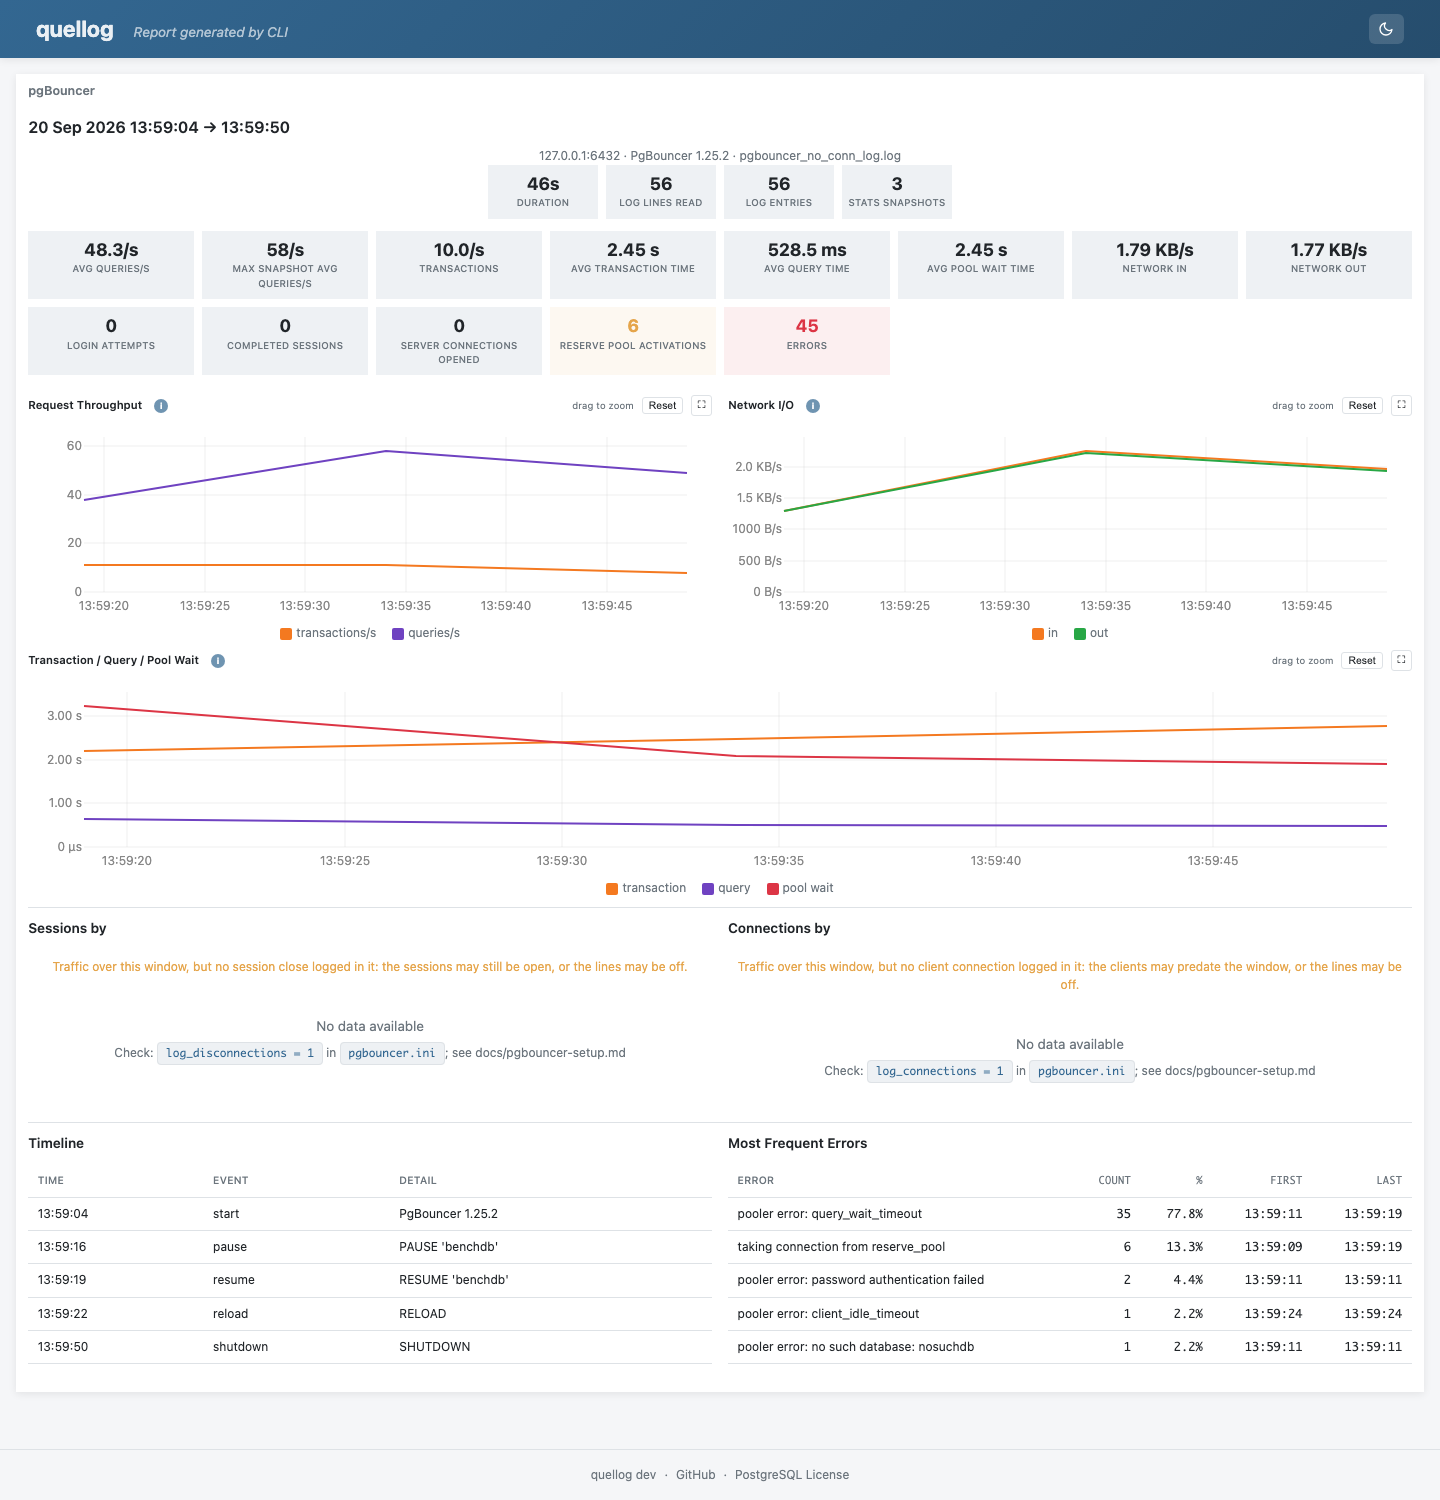 quellog Report generated by CLI
pgBouncer
20 Sep 2026 13:59:04 → 13:59:50
127.0.0.1:6432 · PgBouncer 1.25.2 · pgbouncer_no_conn_log.log
46s 56 56 3
DURATION LOG LINES READ LOG ENTRIES STATS SNAPSHOTS
48.3/s 58/s 10.0/s 2.45 s 528.5 ms 2.45 s 1.79 KB/s 1.77 KB/s
AVG QUERIES/S MAX SNAPSHOT AVG QUERIES/S TRANSACTIONS AVG TRANSACTION TIME AVG QUERY TIME AVG POOL WAIT TIME NETWORK IN NETWORK OUT
0 0 0 6 45
LOGIN ATTEMPTS COMPLETED SESSIONS SERVER CONNECTIONS OPENED RESERVE POOL ACTIVATIONS ERRORS
Request Throughput i drag to zoom Reset
60
40
20
0
13:59:20 13:59:25 13:59:30 13:59:35 13:59:40 13:59:45
transactions/s queries/s
Network I/O i drag to zoom Reset
2.0 KB/s
1.5 KB/s
1000 B/s
500 B/s
0 B/s
13:59:20 13:59:25 13:59:30 13:59:35 13:59:40 13:59:45
in out
Transaction / Query / Pool Wait i drag to zoom Reset
3.00 s
2.00 s
1.00 s
0 µs
13:59:20 13:59:25 13:59:30 13:59:35 13:59:40 13:59:45
transaction query pool wait
Sessions by
Traffic over this window, but no session close logged in it: the sessions may still be open, or the lines may be off.
No data available
Check: log_disconnections = 1 in pgbouncer.ini; see docs/pgbouncer-setup.md
Connections by
Traffic over this window, but no client connection logged in it: the clients may predate the window, or the lines may be
off.
No data available
Check: log_connections = 1 in pgbouncer.ini; see docs/pgbouncer-setup.md
Timeline
TIME EVENT DETAIL
13:59:04 start PgBouncer 1.25.2
13:59:16 pause PAUSE 'benchdb'
13:59:19 resume RESUME 'benchdb'
13:59:22 reload RELOAD
13:59:50 shutdown SHUTDOWN
Most Frequent Errors
ERROR COUNT % FIRST LAST
pooler error: query_wait_timeout 35 77.8% 13:59:11 13:59:19
taking connection from reserve_pool 6 13.3% 13:59:09 13:59:19
pooler error: password authentication failed 2 4.4% 13:59:11 13:59:11
pooler error: client_idle_timeout 1 2.2% 13:59:24 13:59:24
pooler error: no such database: nosuchdb 1 2.2% 13:59:11 13:59:11
quellog dev · GitHub · PostgreSQL License